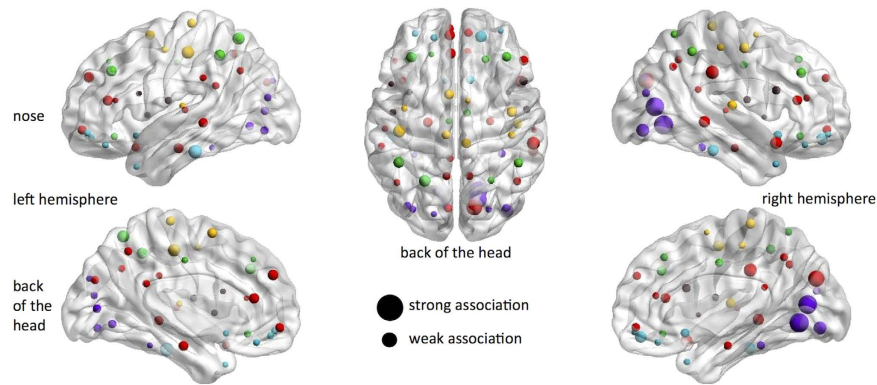 nose
left hemisphere
right hemisphere
back of the head
back
of the
head
strong association
weak association